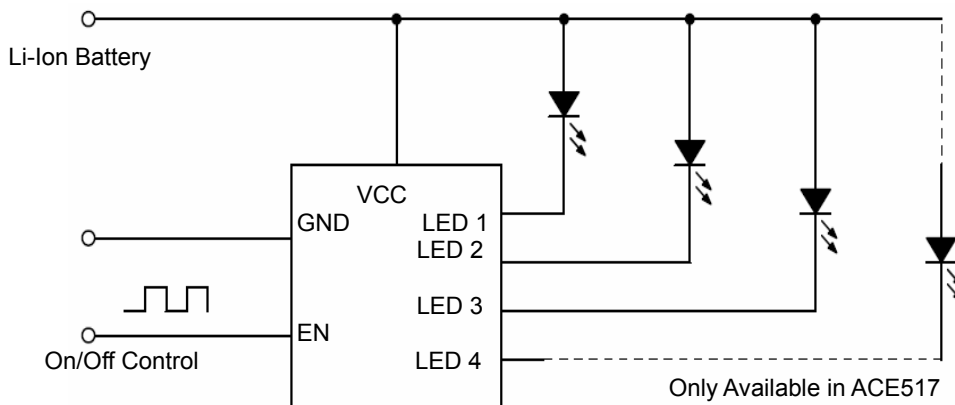 Li-Ion Battery
VCC
GND
LED 1
LED 2
LED 3
EN
On/Off Control
LED 4
Only Available in ACE517